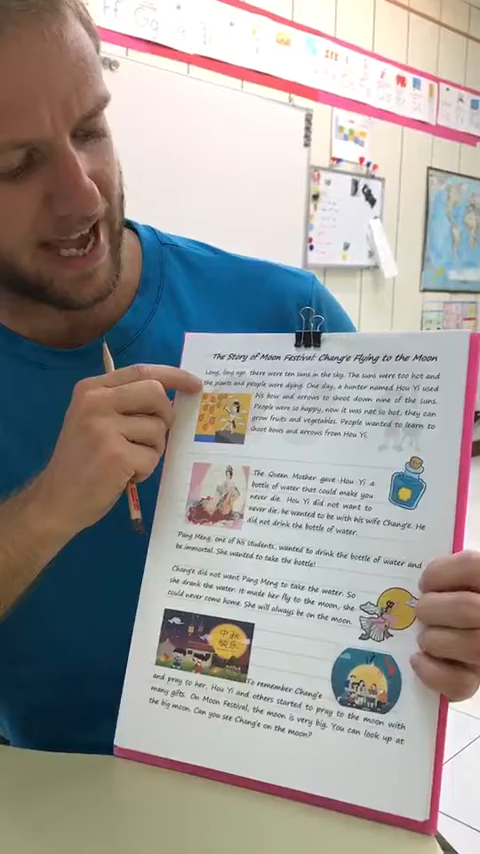 The Story of Moon Festival: Chang'e Flying to the Moon
Long, long ago, there were ten suns in the sky. The suns were too hot and
the plants and people were dying. One day, a hunter named Hou Yi used
his bow and arrows to shoot down nine of the suns.
People were so happy, now it was not so hot, they can
grow fruits and vegetables. People wanted to learn to
shoot bows and arrows from Hou Yi.
The Queen Mother gave Hou Yi a
bottle of water that could make you
never die. Hou Yi did not want to
never die, he wanted to be with his wife Chang'e. He
did not drink the bottle of water.
Pang Meng, one of his students, wanted to drink the bottle of water and
be immortal. She wanted to take the bottle!
Chang'e did not want Pang Meng to take the water. So
she drank the water, it made her fly to the moon, she
could never come home. She will always be on the moon.
中秋
快乐
To remember Chang'e
and pray to her, Hou Yi and others started to pray to the moon with
many gifts. On Moon Festival, the moon is very big. You can look up at
the big moon. Can you see Chang'e on the moon?